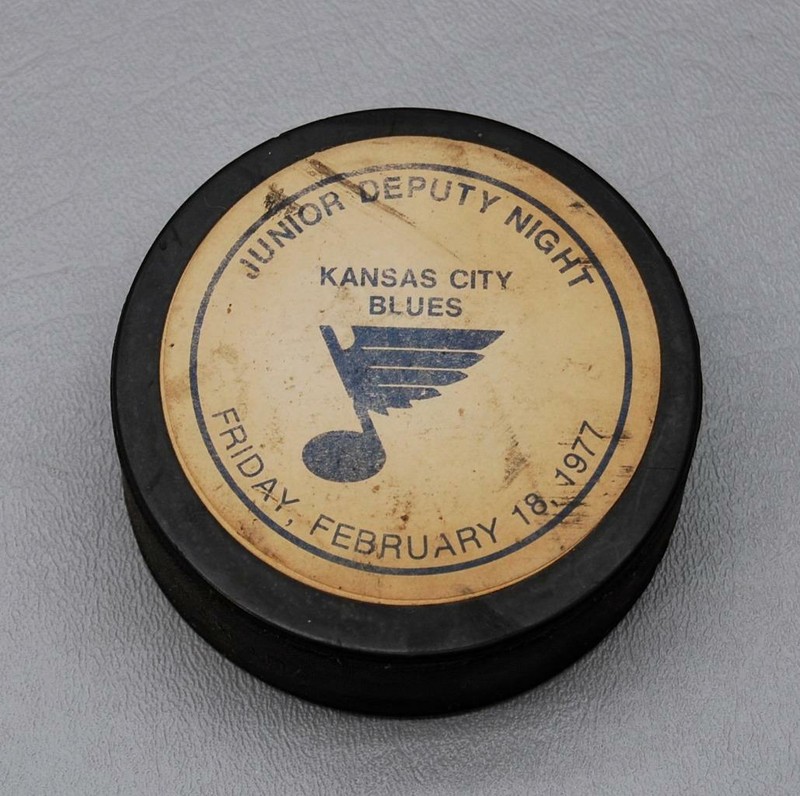 JUNIOR DEPUTY NIGHT
KANSAS CITY
BLUES
FRIDAY, FEBRUARY 18, 1977